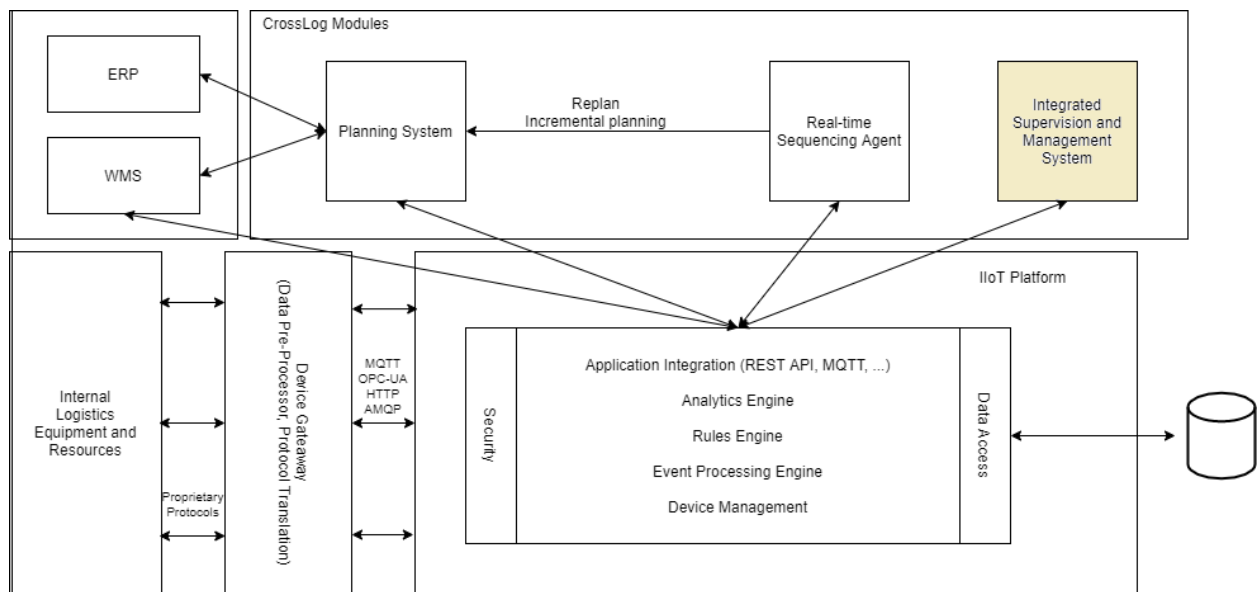 CrossLog Modules
ERP
WMS
Planning System
Replan
Incremental planning
Real-time
Sequencing Agent
Integrated
Supervision and
Management
System
Internal
Logistics
Equipment and
Resources
Proprietary
Protocols
Device Gateaway
(Data Pre-Processor, Protocol Translation)
MQTT
OPC-UA
HTTP
AMQP
IIoT Platform
Security
Application Integration (REST API, MQTT, ...)
Analytics Engine
Rules Engine
Event Processing Engine
Device Management
Data Access